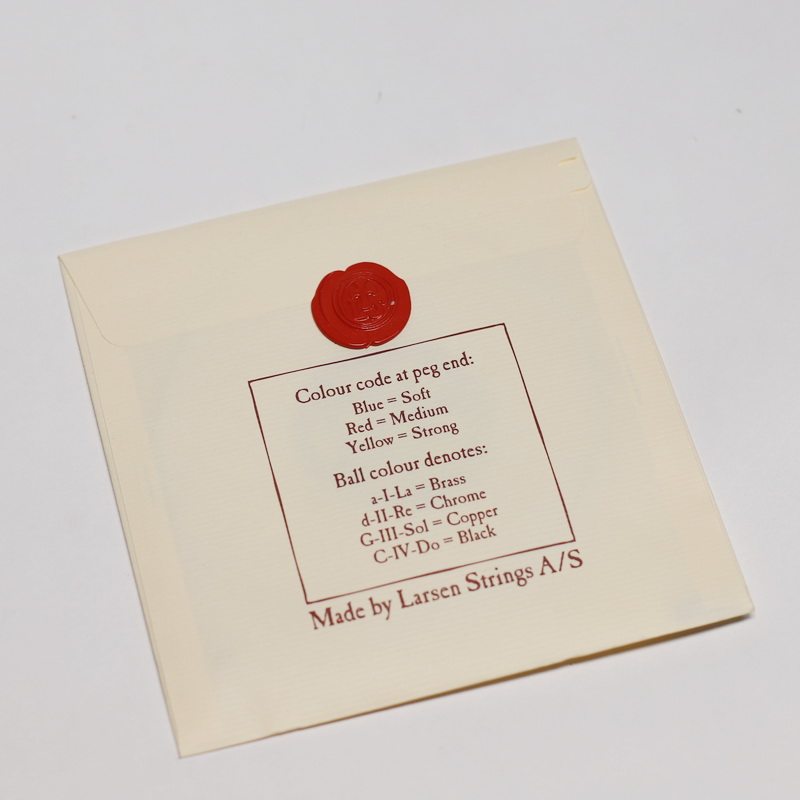 Colour code at peg end:
Blue = Soft
Red = Medium
Yellow = Strong
Ball colour denotes:
a-I-La = Brass
d-II-Re = Chrome
G-III-Sol = Copper
C-IV-Do = Black
Made by Larsen Strings A/S